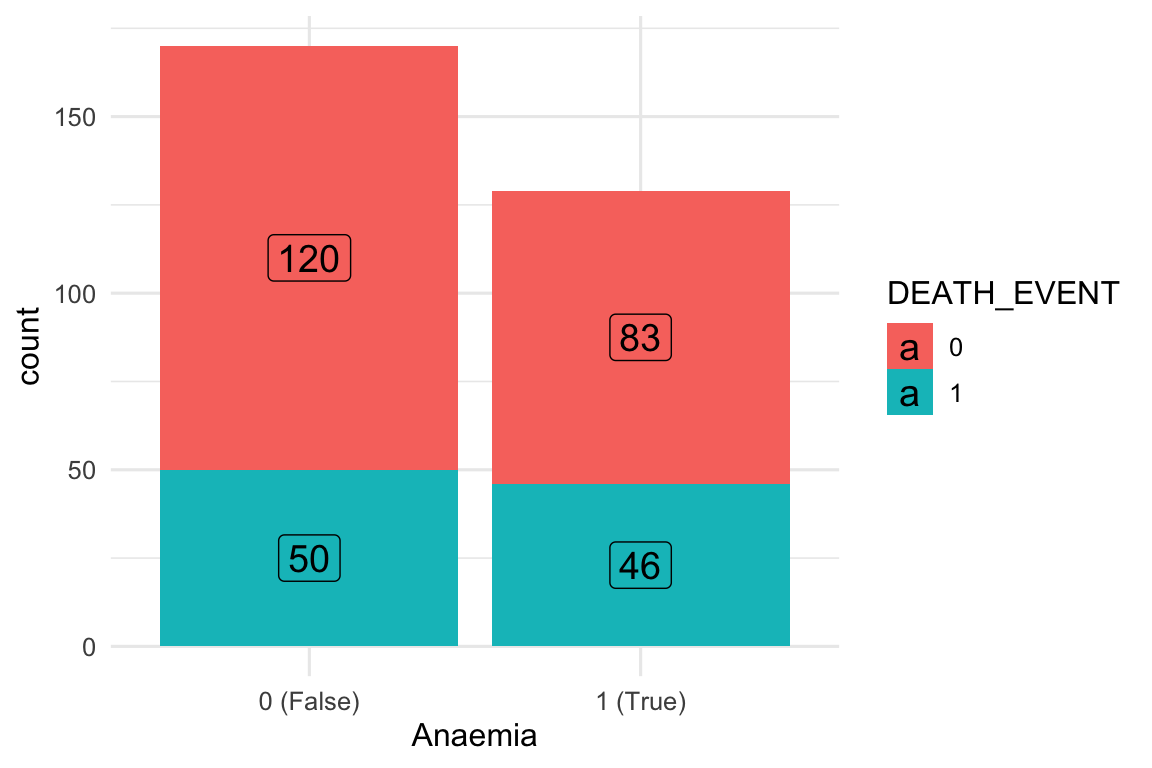 150
100
50
0
count
120
83
50
46
0 (False)
1 (True)
Anaemia
DEATH_EVENT
a 0
a 1